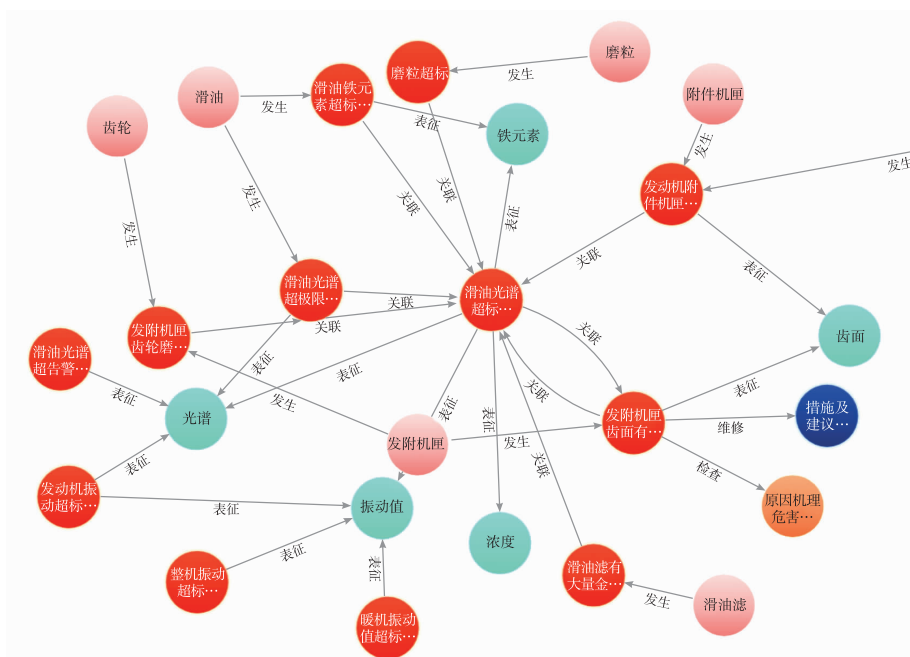 磨粒
磨粒超标
发生
滑油
发生
滑油铁元
素超标…
附件机匣
齿轮
表征
铁元素
发生
发生
发动机附
件机匣…
发生
关联
关联
表征
发生
关联
表征
滑油光谱
超极限…
关联
滑油光谱
超标…
发附机匣
齿轮磨…
关联
关联
齿面
滑油光谱
超告警…
表征
表征
表征
关联
表征
光谱
发生
表征
表征
措施及
建议…
发附机匣
齿面有…
维修
发附机匣
发生
表征
关联
检查
发动机振
动超标…
表征
振动值
原因机理
危害…
浓度
表征
表征
整机振动
超标…
滑油滤有
大量金…
发生
滑油滤
暖机振动
值超标…